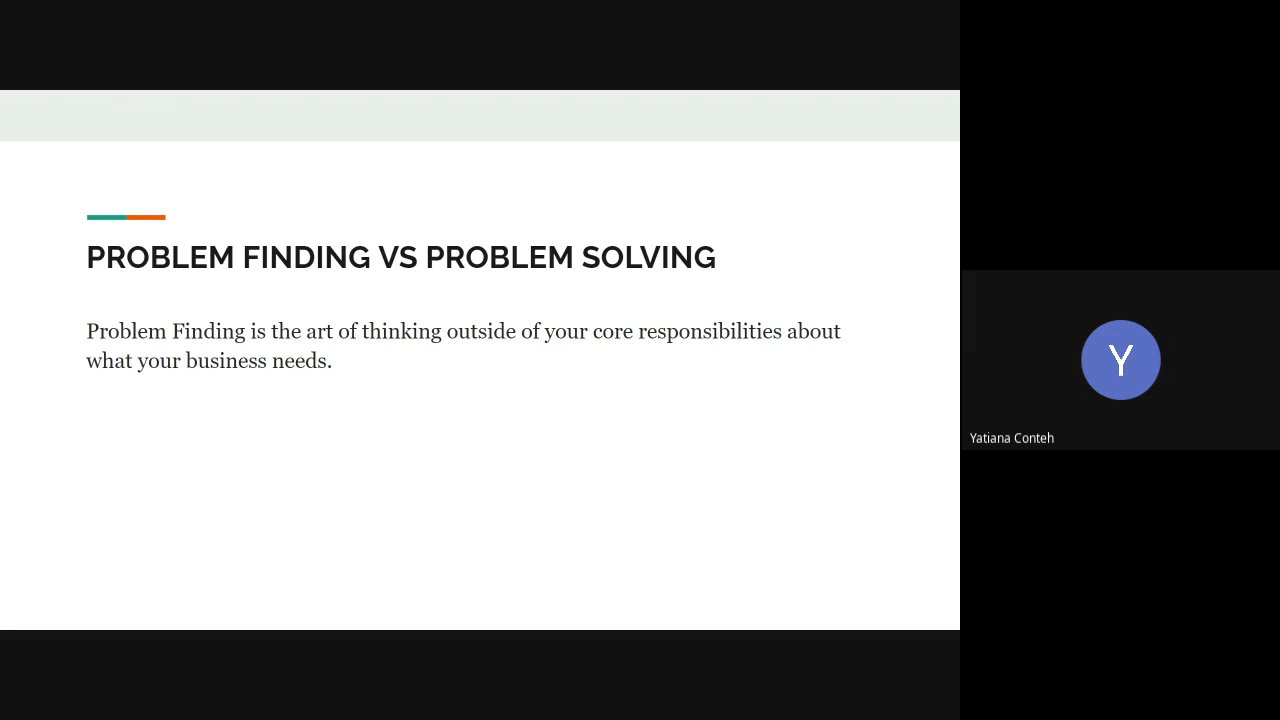 PROBLEM FINDING VS PROBLEM SOLVING
Problem Finding is the art of thinking outside of your core responsibilities about
what your business needs.
Y
Yatiana Conteh